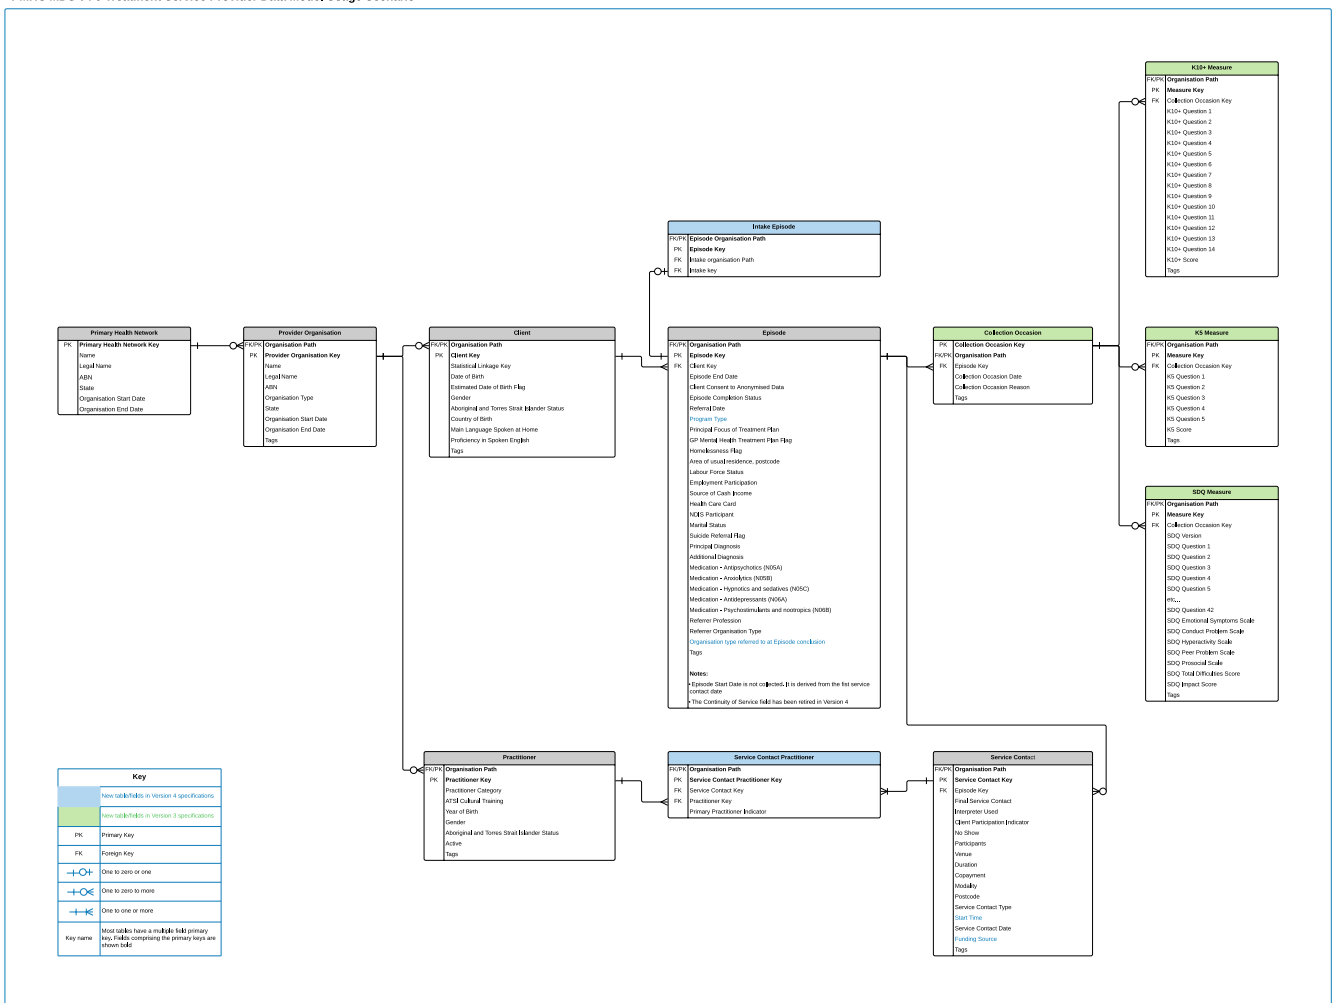 K10+ Measure
FK/PK Organisation Path
PK Measure Key
FK Collection Occasion Key
K10+ Question 1
K10+ Question 2
K10+ Question 3
K10+ Question 4
K10+ Question 5
K10+ Question 6
K10+ Question 7
K10+ Question 8
K10+ Question 9
K10+ Question 10
K10+ Question 11
K10+ Question 12
K10+ Question 13
K10+ Question 14
K10+ Score
Tags
Intake Episode
FK/PK Episode Organisation Path
PK Episode Key
FK Intake organisation Path
FK Intake key
Primary Health Network
PK Primary Health Network Key
Name
Legal Name
ABN
State
Organisation Start Date
Organisation End Date
Provider Organisation
FK/PK Organisation Path
PK Provider Organisation Key
Name
Legal Name
ABN
Organisation Type
State
Organisation Start Date
Organisation End Date
Tags
Client
FK/PK Organisation Path
PK Client Key
Statistical Linkage Key
Date of Birth
Estimated Date of Birth Flag
Gender
Aboriginal and Torres Strait Islander Status
Country of Birth
Main Language Spoken at Home
Proficiency in Spoken English
Tags
Episode
FK/PK Organisation Path
PK Episode Key
FK Client Key
Episode End Date
Client Consent to Anonymised Data
Episode Completion Status
Referral Date
Program Type
Principal Focus of Treatment Plan
GP Mental Health Treatment Plan Flag
Homelessness Flag
Area of usual residence, postcode
Labour Force Status
Employment Participation
Source of Cash Income
Health Care Card
NDIS Participant
Marital Status
Suicide Referral Flag
Principal Diagnosis
Additional Diagnosis
Medication - Antipsychotics (N05A)
Medication - Anxiolytics (N05B)
Medication - Hypnotics and sedatives (N05C)
Medication - Antidepressants (N06A)
Medication - Psychostimulants and nootropics (N06B)
Referrer Profession
Referrer Organisation Type
Organisation type referred to at Episode conclusion
Tags
Notes:
• Episode Start Date is not collected. It is derived from the fist service
contact date
• The Continuity of Service field has been retired in Version 4
Collection Occasion
PK Collection Occasion Key
FK/PK Organisation Path
FK Episode Key
Collection Occasion Date
Collection Occasion Reason
Tags
K5 Measure
FK/PK Organisation Path
PK Measure Key
FK Collection Occasion Key
K5 Question 1
K5 Question 2
K5 Question 3
K5 Question 4
K5 Question 5
K5 Score
Tags
SDQ Measure
FK/PK Organisation Path
PK Measure Key
FK Collection Occasion Key
SDQ Version
SDQ Question 1
SDQ Question 2
SDQ Question 3
SDQ Question 4
SDQ Question 5
etc...
SDQ Question 42
SDQ Emotional Symptoms Scale
SDQ Conduct Problem Scale
SDQ Hyperactivity Scale
SDQ Peer Problem Scale
SDQ Prosocial Scale
SDQ Total Difficulties Score
SDQ Impact Score
Tags
Practitioner
FK/PK Organisation Path
PK Practitioner Key
Practitioner Category
ATSI Cultural Training
Year of Birth
Gender
Aboriginal and Torres Strait Islander Status
Active
Tags
Service Contact Practitioner
FK/PK Organisation Path
PK Service Contact Practitioner Key
FK Service Contact Key
FK Practitioner Key
Primary Practitioner Indicator
Service Contact
FK/PK Organisation Path
PK Service Contact Key
FK Episode Key
Final Service Contact
Interpreter Used
Client Participation Indicator
No Show
Participants
Venue
Duration
Copayment
Modality
Postcode
Service Contact Type
Start Time
Service Contact Date
Funding Source
Tags
Key
New table/fields in Version 4 specifications
New table/fields in Version 3 specifications
PK Primary Key
FK Foreign Key
One to zero or one
One to zero to more
One to one or more
Key name Most tables have a multiple field primary
key. Fields comprising the primary keys are
shown bold